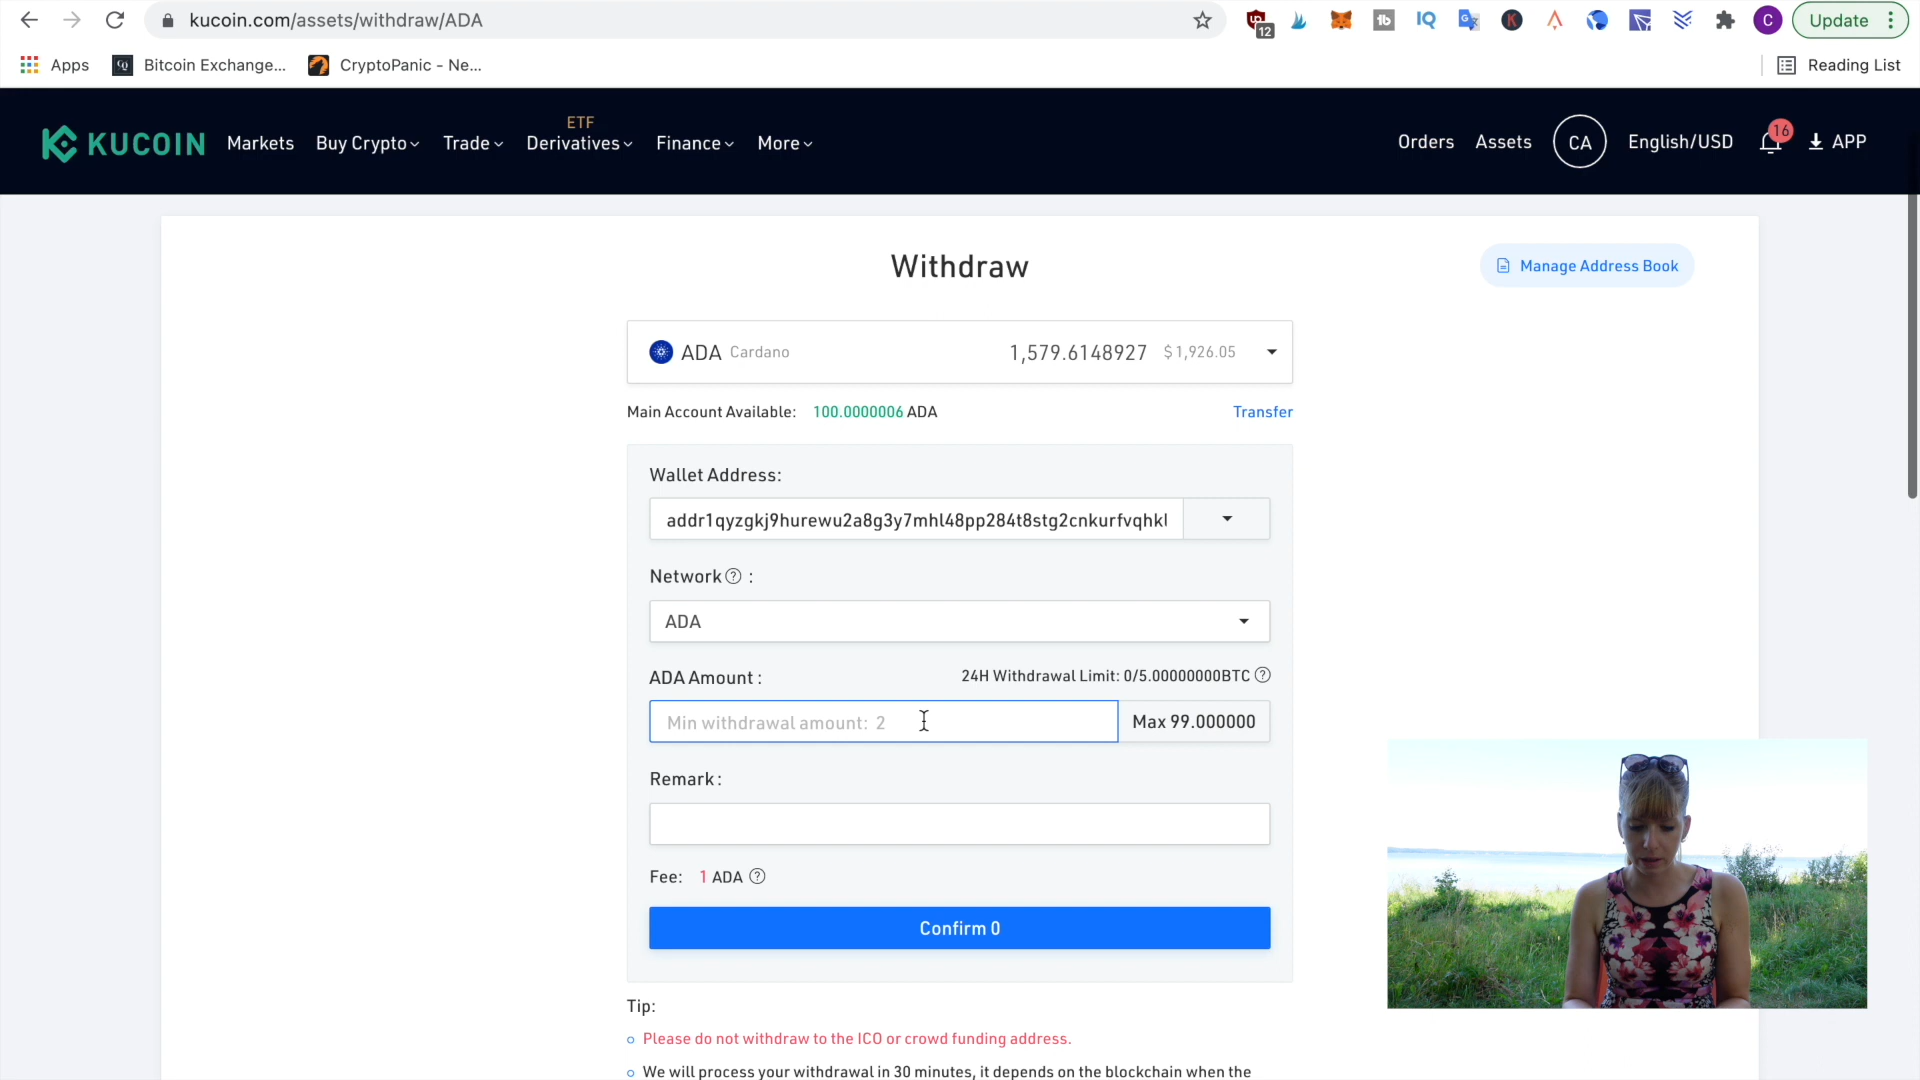 kucoin.com/assets/withdraw/ADA
12
C
Update
Apps
Bitcoin Exchange...
CryptoPanic - Ne...
Reading List
KUCOIN
Markets
Buy Crypto
Trade
ETF
Derivatives
Finance
More
Orders
Assets
CA
English/USD
16
APP
Withdraw
Manage Address Book
ADA Cardano 1,579.6148927 $ 1,926.05
Main Account Available: 100.0000006 ADA Transfer
Wallet Address:
addr1qyzgkj9hurewu2a8g3y7mhl48pp284t8stg2cnkurfvqhkl
Network ? :
ADA
ADA Amount : 24H Withdrawal Limit: 0/5.00000000BTC ?
Min withdrawal amount: 2 Max 99.000000
Remark :
Fee: 1 ADA ?
Confirm 0
Tip:
Please do not withdraw to the ICO or crowd funding address.
We will process your withdrawal in 30 minutes, it depends on the blockchain when the